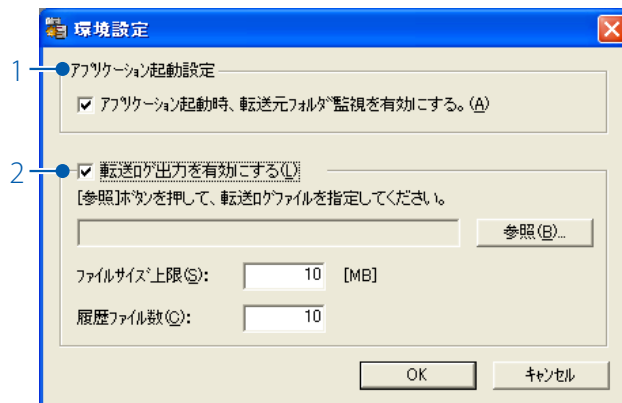 環境設定
1
アプリケーション起動設定
アプリケーション起動時、転送元フォルダ監視を有効にする。(A)
2
転送ログ出力を有効にする(L)
[参照]ボタンを押して、転送ログファイルを指定してください。
参照(B)...
ファイルサイズ上限(S): 10 [MB]
履歴ファイル数(C): 10
OK キャンセル